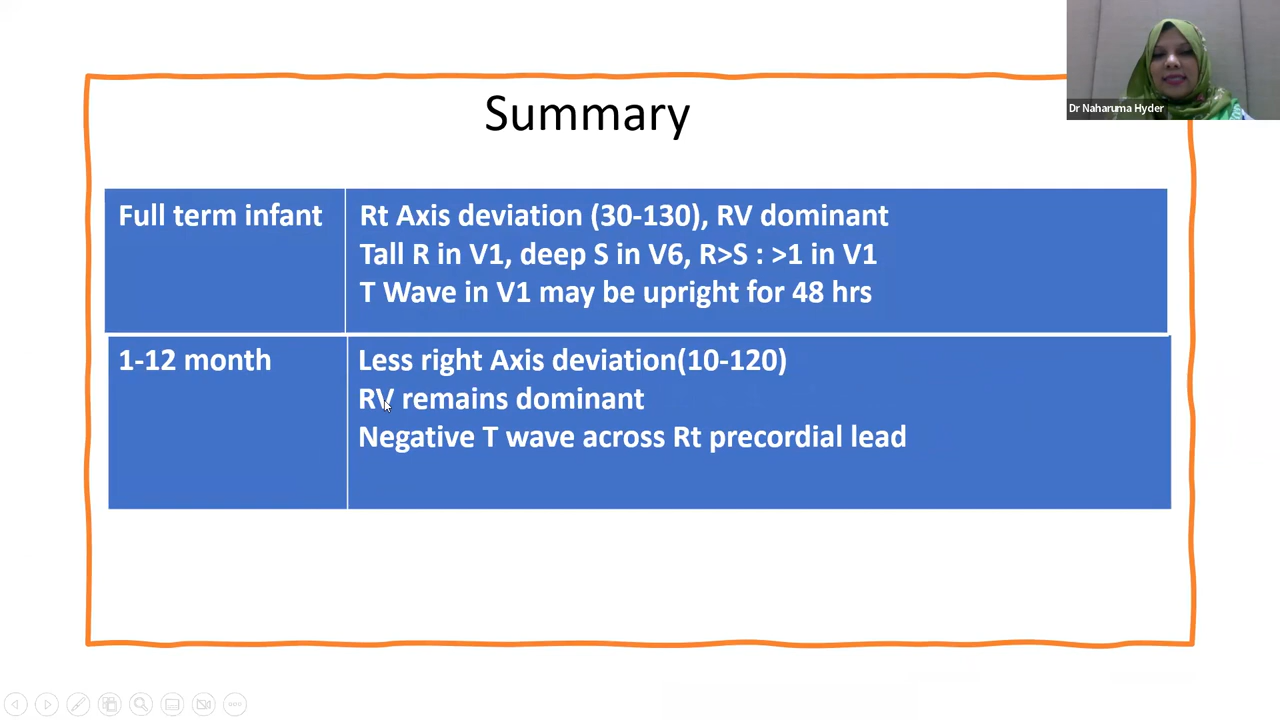 Dr Naharuma Hyder
Summary
Full term infant
Rt Axis deviation (30-130), RV dominant
Tall R in V1, deep S in V6, R>S : >1 in V1
T Wave in V1 may be upright for 48 hrs
1-12 month
Less right Axis deviation(10-120)
RV remains dominant
Negative T wave across Rt precordial lead